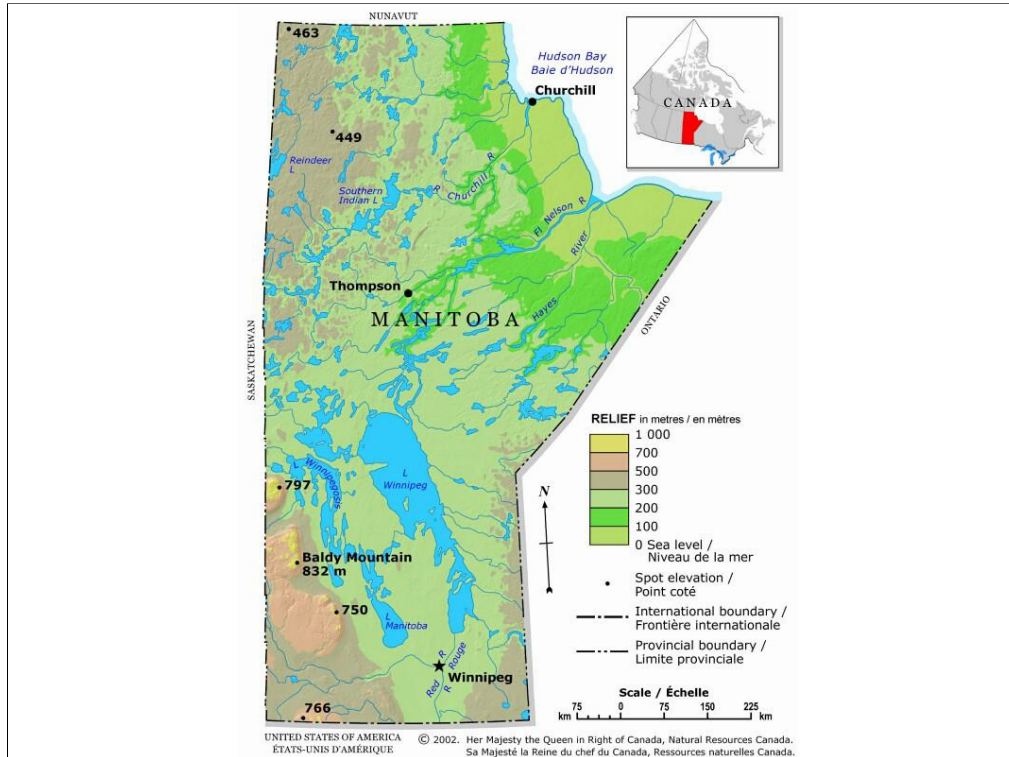 NUNAVUT
463
Hudson Bay
Baie d'Hudson
Churchill
CANADA
449
Reindeer
L
Southern
Indian L
R Churchill R
Fl Nelson R
River
Hayes
Thompson
MANITOBA
ONTARIO
SASKATCHEWAN
L Winnipegosis
L
Winnipeg
797
Baldy Mountain
832 m
750
L
Manitoba
Red R
R Rouge
Winnipeg
766
UNITED STATES OF AMERICA
ÉTATS-UNIS D'AMÉRIQUE
RELIEF in metres / en mètres
1 000
700
500
300
200
100
0 Sea level /
Niveau de la mer
N
Spot elevation /
Point coté
International boundary /
Frontière internationale
Provincial boundary /
Limite provinciale
Scale / Échelle
75 0 75 150 225
km km
© 2002. Her Majesty the Queen in Right of Canada, Natural Resources Canada.
Sa Majesté la Reine du chef du Canada, Ressources naturelles Canada.